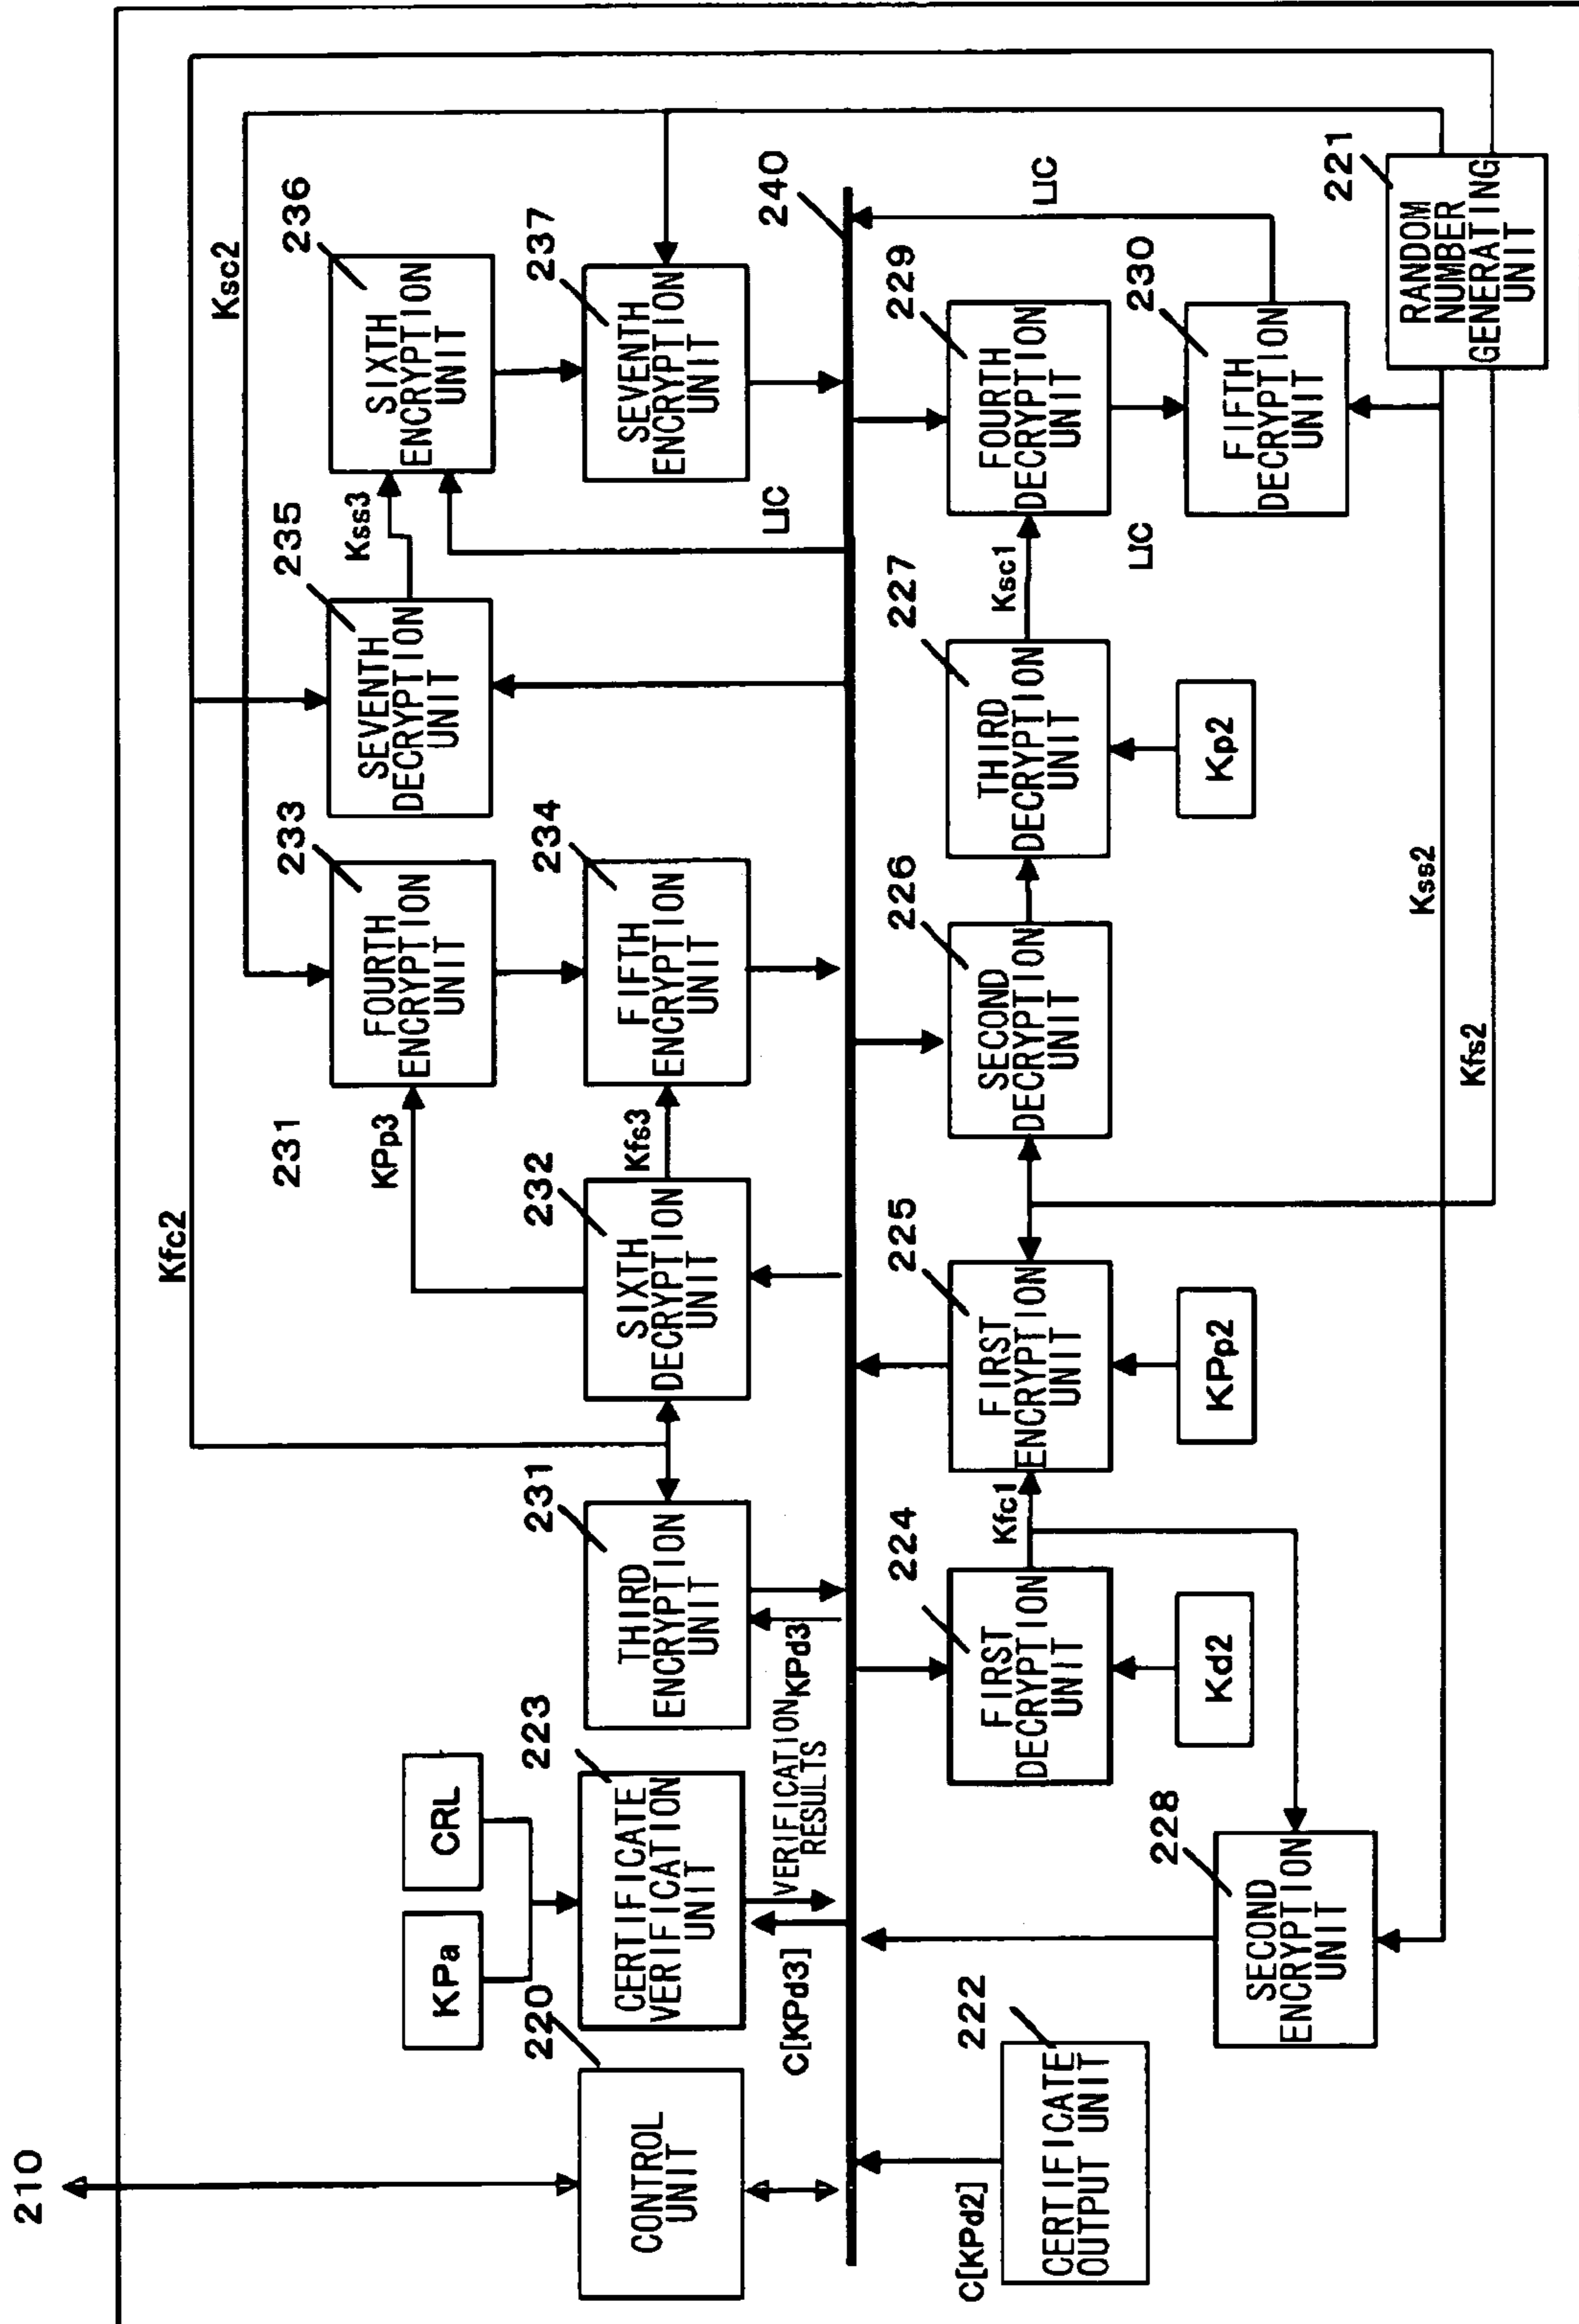 210
Kfc2
Ksc2
KPa
CRL
220
CONTROL
UNIT
223
CERTIFICATE
VERIFICATION
UNIT
C[KPd3]
VERIFICATION
RESULTS
231
THIRD
ENCRYPTION
UNIT
KPd3
232
SIXTH
DECRYPTION
UNIT
KPp3
231
Kfs3
233
FOURTH
ENCRYPTION
UNIT
234
FIFTH
ENCRYPTION
UNIT
235
SEVENTH
DECRYPTION
UNIT
Kss3
236
SIXTH
ENCRYPTION
UNIT
237
SEVENTH
ENCRYPTION
UNIT
LIC
240
C[KPd2]
222
CERTIFICATE
OUTPUT UNIT
228
SECOND
ENCRYPTION
UNIT
224
FIRST
DECRYPTION
UNIT
Kd2
Kfc1
225
FIRST
ENCRYPTION
UNIT
KPp2
226
SECOND
DECRYPTION
UNIT
227
THIRD
DECRYPTION
UNIT
Kp2
Ksc1
229
FOURTH
DECRYPTION
UNIT
LIC
230
FIFTH
DECRYPTION
UNIT
LIC
221
RANDOM
NUMBER
GENERATING
UNIT
Kss2
Kfs2